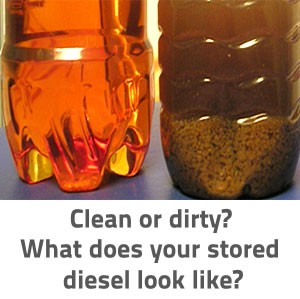 Clean or dirty?
What does your stored
diesel look like?